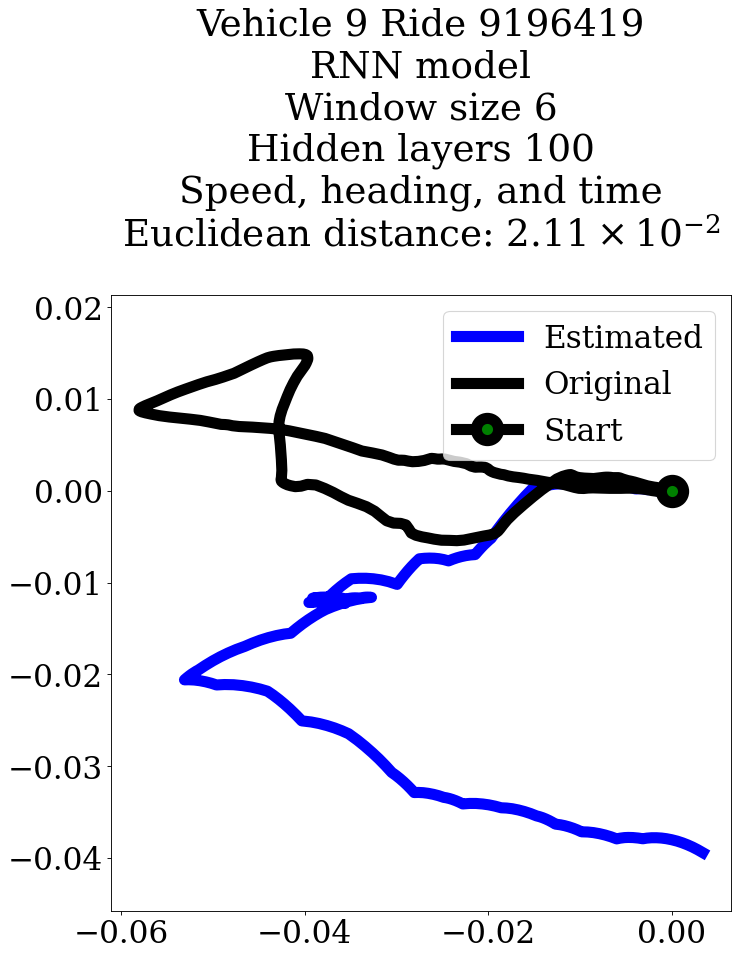 Vehicle 9 Ride 9196419
RNN model
Window size 6
Hidden layers 100
Speed, heading, and time
Euclidean distance: 2.11 × 10⁻²
Estimated
Original
Start
0.02
0.01
0.00
−0.01
−0.02
−0.03
−0.04
−0.06 −0.04 −0.02 0.00